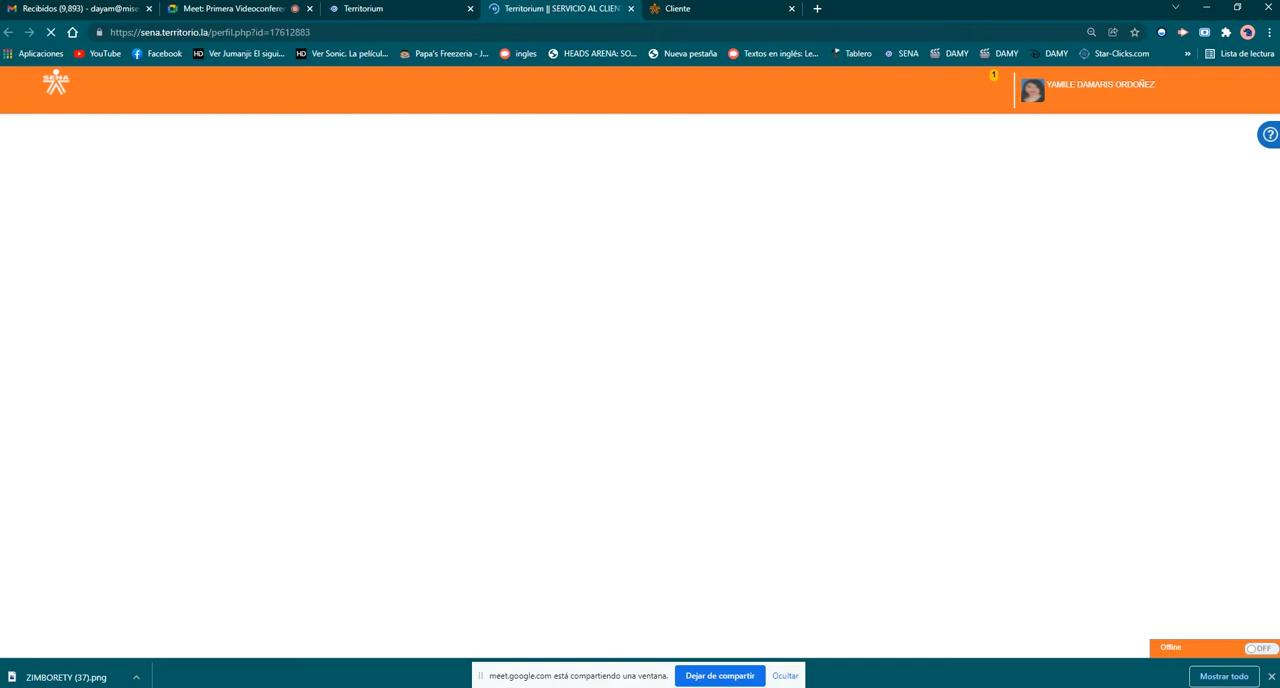 Recibidos (9,893) - dayam@mise
Meet: Primera Videoconferen
Territorium
Territorium || SERVICIO AL CLIEN
Cliente
https://sena.territorio.la/perfil.php?id=17612883
Aplicaciones
YouTube
Facebook
HD Ver Jumanji: El sigui...
HD Ver Sonic. La películ...
Papa's Freezeria - J...
ingles
HEADS ARENA: SO...
Nueva pestaña
Textos en inglés: Le...
Tablero
SENA
DAMY
DAMY
DAMY
Star-Clicks.com
»
Lista de lectura
SENA
1
YAMILE DAMARIS ORDOÑEZ
?
Offline
OFF
ZIMBORETY (37).png
meet.google.com está compartiendo una ventana.
Dejar de compartir
Ocultar
Mostrar todo